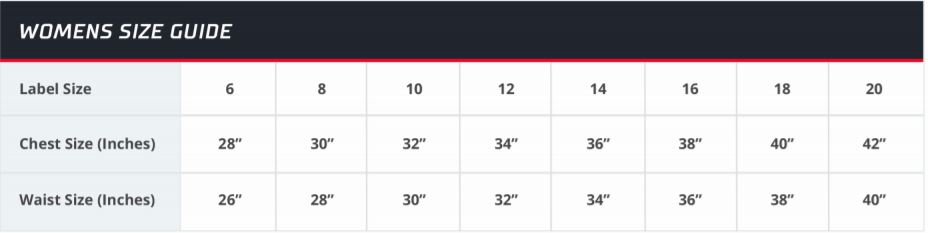 WOMENS SIZE GUIDE
Label Size 6 8 10 12 14 16 18 20
Chest Size (Inches) 28” 30” 32” 34” 36” 38” 40” 42”
Waist Size (Inches) 26” 28” 30” 32” 34” 36” 38” 40”